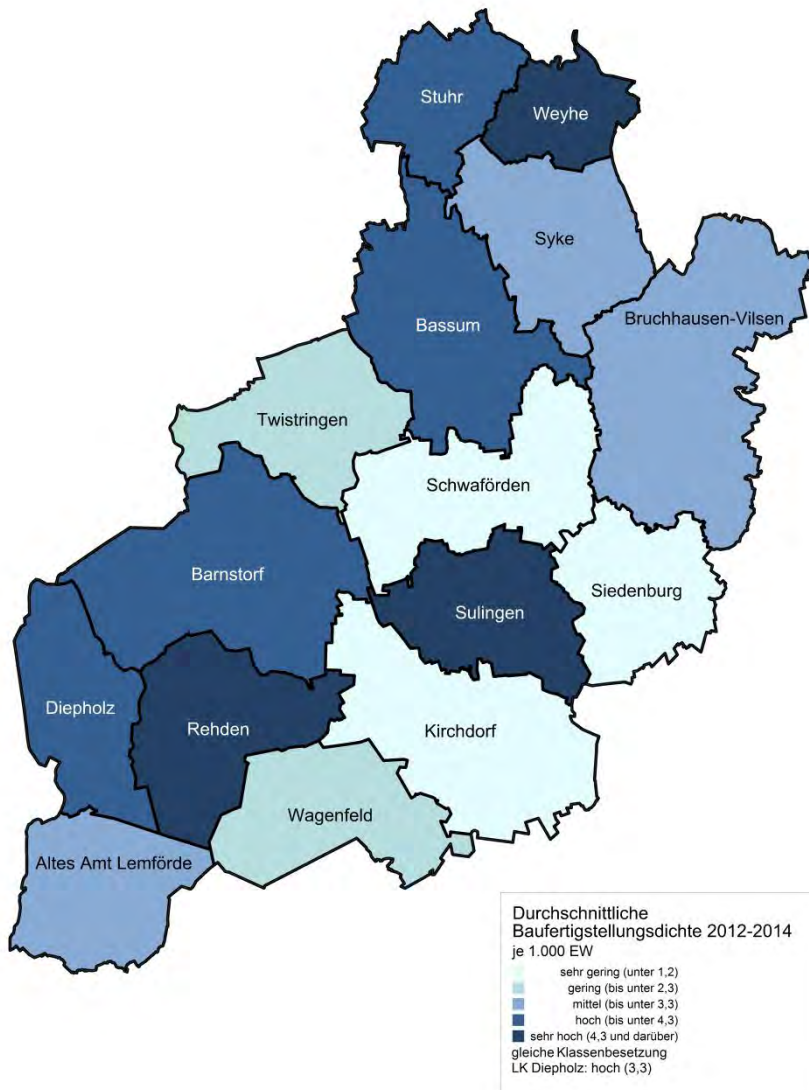 Stuhr
Weyhe
Syke
Bruchhausen-Vilsen
Bassum
Twistringen
Schwaförden
Barnstorf
Siedenburg
Sulingen
Diepholz
Rehden
Kirchdorf
Wagenfeld
Altes Amt Lemförde
Durchschnittliche
Baufertigstellungsdichte 2012-2014
je 1.000 EW
sehr gering (unter 1,2)
gering (bis unter 2,3)
mittel (bis unter 3,3)
hoch (bis unter 4,3)
sehr hoch (4,3 und darüber)
gleiche Klassenbesetzung
LK Diepholz: hoch (3,3)